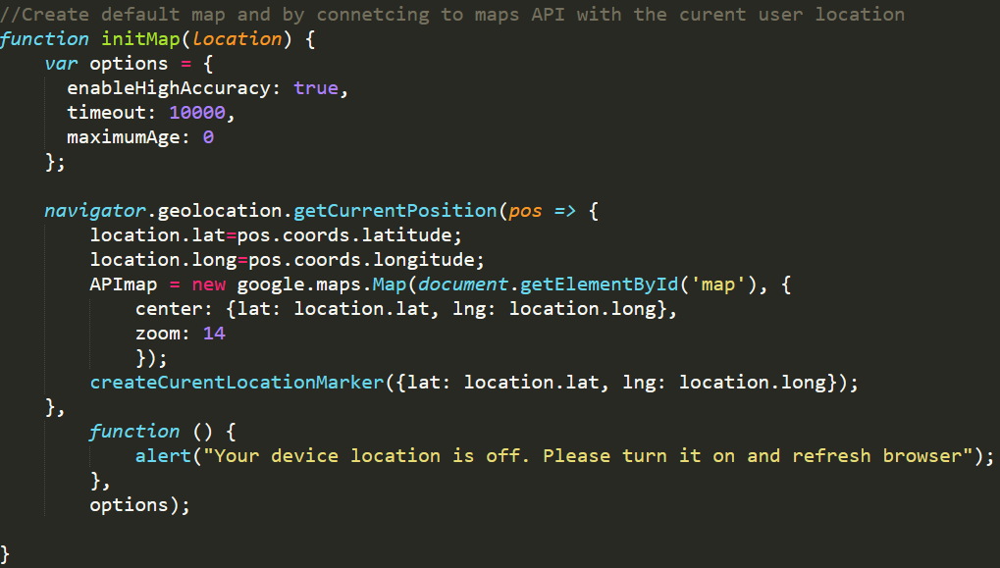 //Create default map and by connetcing to maps API with the curent user location
function initMap(location) {
    var options = {
      enableHighAccuracy: true,
      timeout: 10000,
      maximumAge: 0
    };

    navigator.geolocation.getCurrentPosition(pos => {
        location.lat=pos.coords.latitude;
        location.long=pos.coords.longitude;
        APImap = new google.maps.Map(document.getElementById('map'), {
            center: {lat: location.lat, lng: location.long},
            zoom: 14
            });
        createCurentLocationMarker({lat: location.lat, lng: location.long});
    },
        function () {
            alert("Your device location is off. Please turn it on and refresh browser");
        },
        options);

}